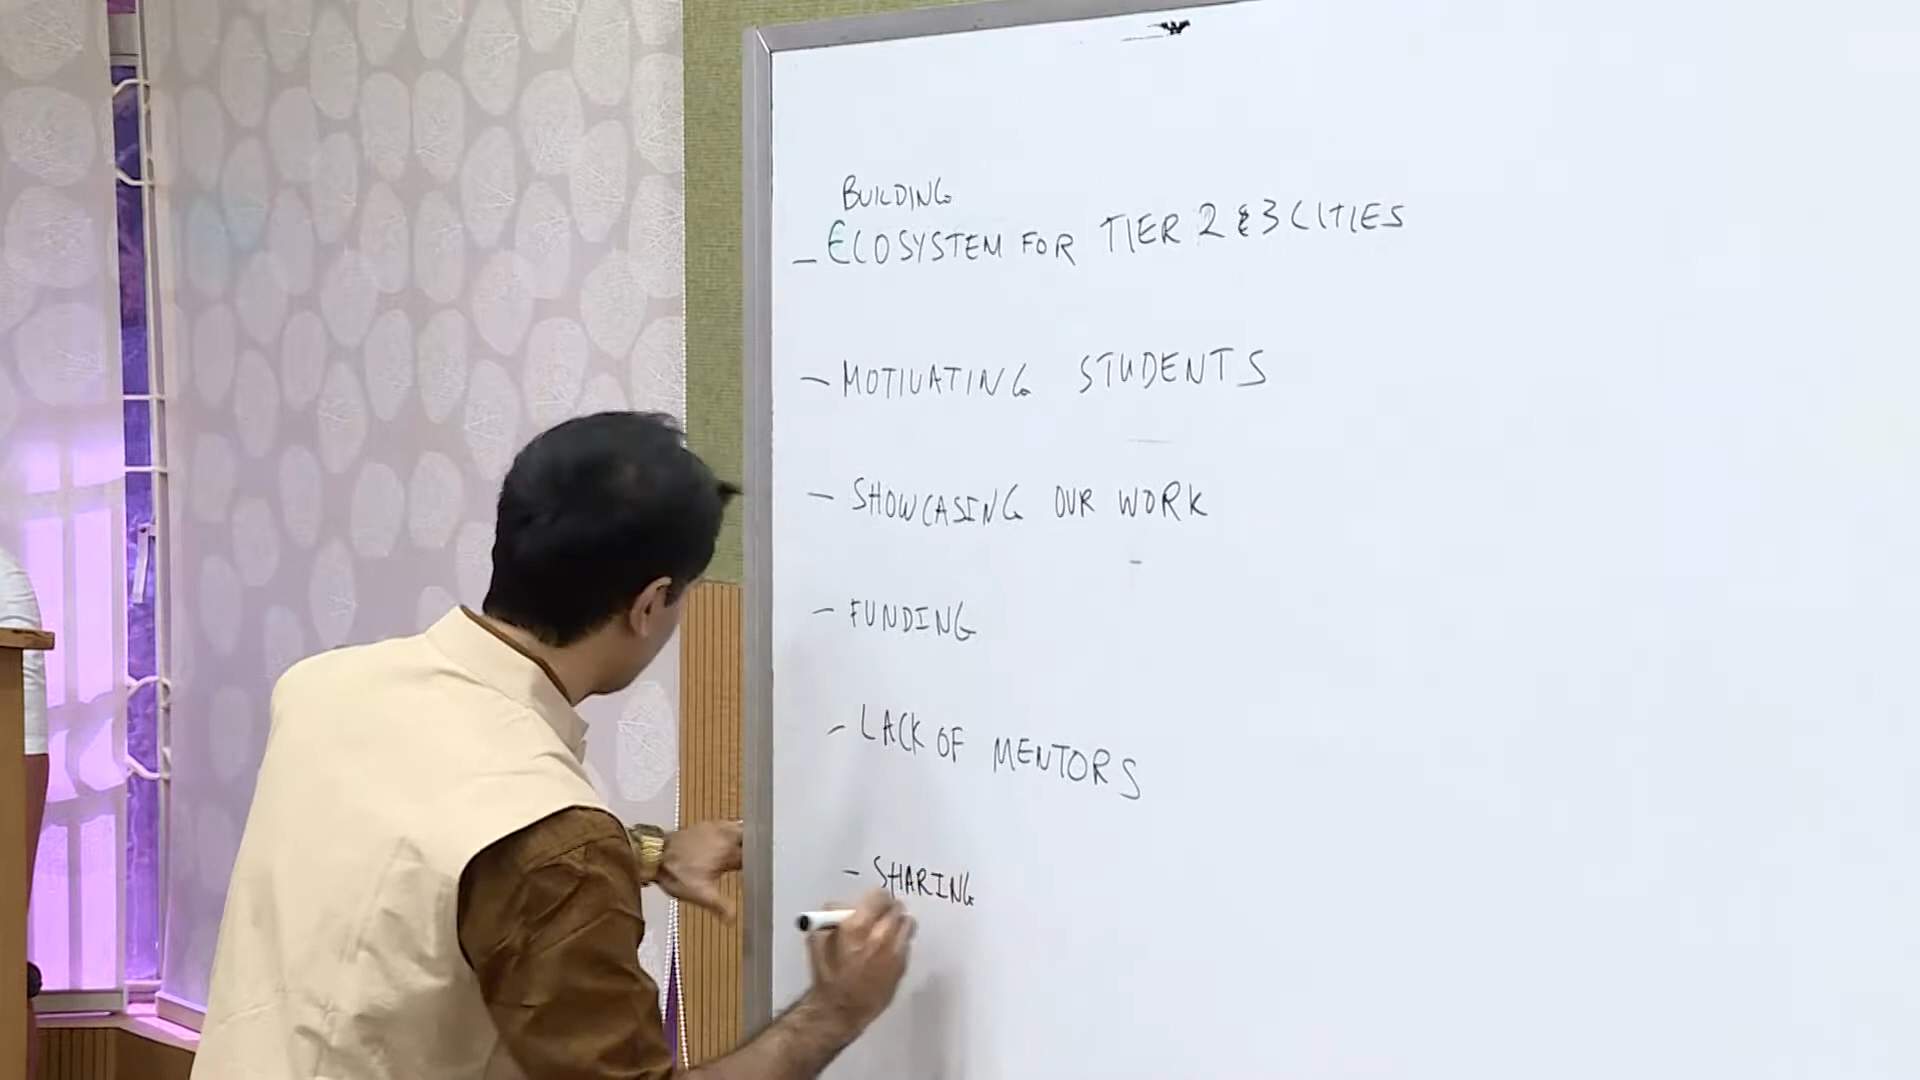 BUILDING
- ECOSYSTEM FOR TIER 2 & 3 CITIES
- MOTIVATING STUDENTS
- SHOWCASING OUR WORK
- FUNDING
- LACK OF MENTORS
- SHARING